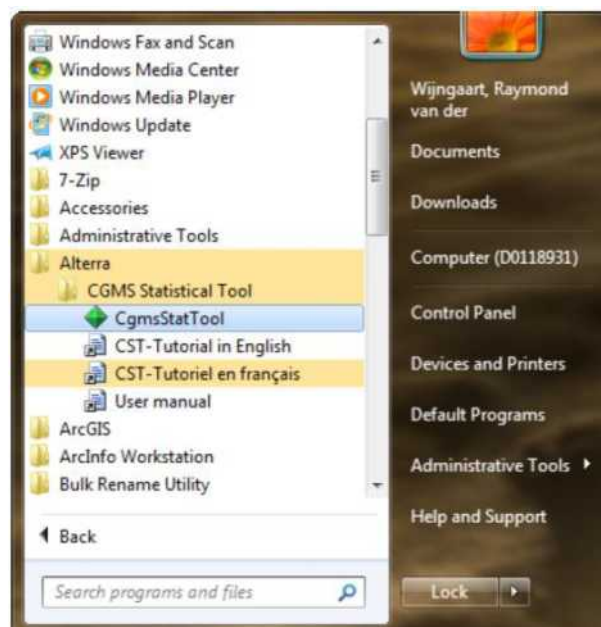 Windows Fax and Scan
Windows Media Center
Windows Media Player
Windows Update
XPS Viewer
7-Zip
Accessories
Administrative Tools
Alterra
CGMS Statistical Tool
CgmsStatTool
CST-Tutorial in English
CST-Tutoriel en français
User manual
ArcGIS
ArcInfo Workstation
Bulk Rename Utility
Back
Search programs and files
Wijngaart, Raymond
van der
Documents
Downloads
Computer (D0118931)
Control Panel
Devices and Printers
Default Programs
Administrative Tools
Help and Support
Lock